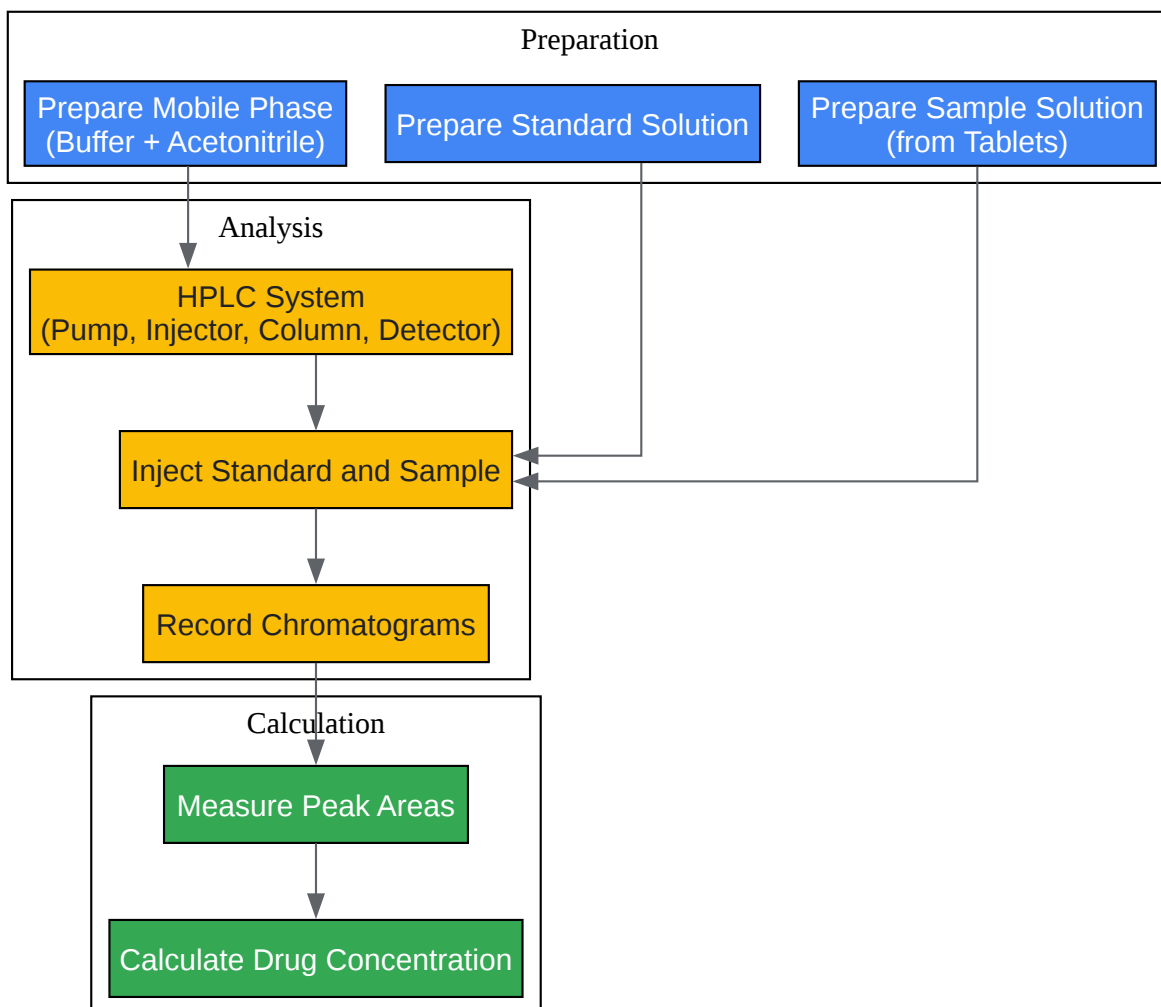 Preparation
Prepare Mobile Phase
(Buffer + Acetonitrile)
Prepare Standard Solution
Prepare Sample Solution
(from Tablets)
Analysis
HPLC System
(Pump, Injector, Column, Detector)
Inject Standard and Sample
Record Chromatograms
Calculation
Measure Peak Areas
Calculate Drug Concentration